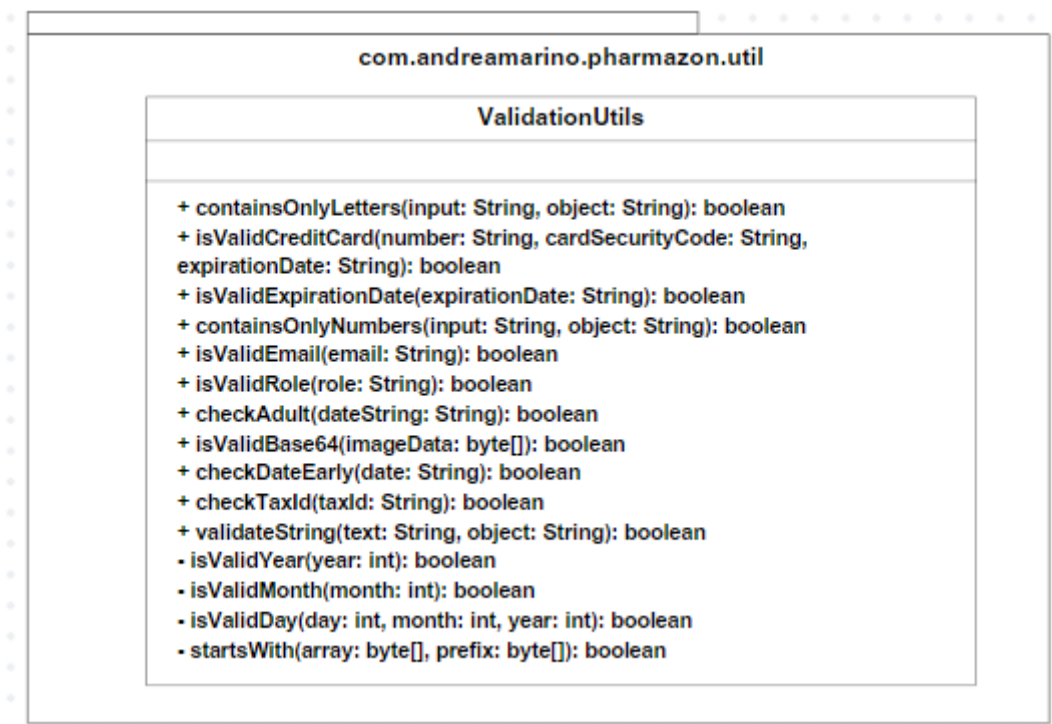 com.andreamarino.pharmazon.util
ValidationUtils
+ containsOnlyLetters(input: String, object: String): boolean
+ isValidCreditCard(number: String, cardSecurityCode: String,
expirationDate: String): boolean
+ isValidExpirationDate(expirationDate: String): boolean
+ containsOnlyNumbers(input: String, object: String): boolean
+ isValidEmail(email: String): boolean
+ isValidRole(role: String): boolean
+ checkAdult(dateString: String): boolean
+ isValidBase64(imageData: byte[]): boolean
+ checkDateEarly(date: String): boolean
+ checkTaxId(taxId: String): boolean
+ validateString(text: String, object: String): boolean
- isValidYear(year: int): boolean
- isValidMonth(month: int): boolean
- isValidDay(day: int, month: int, year: int): boolean
- startsWith(array: byte[], prefix: byte[]): boolean